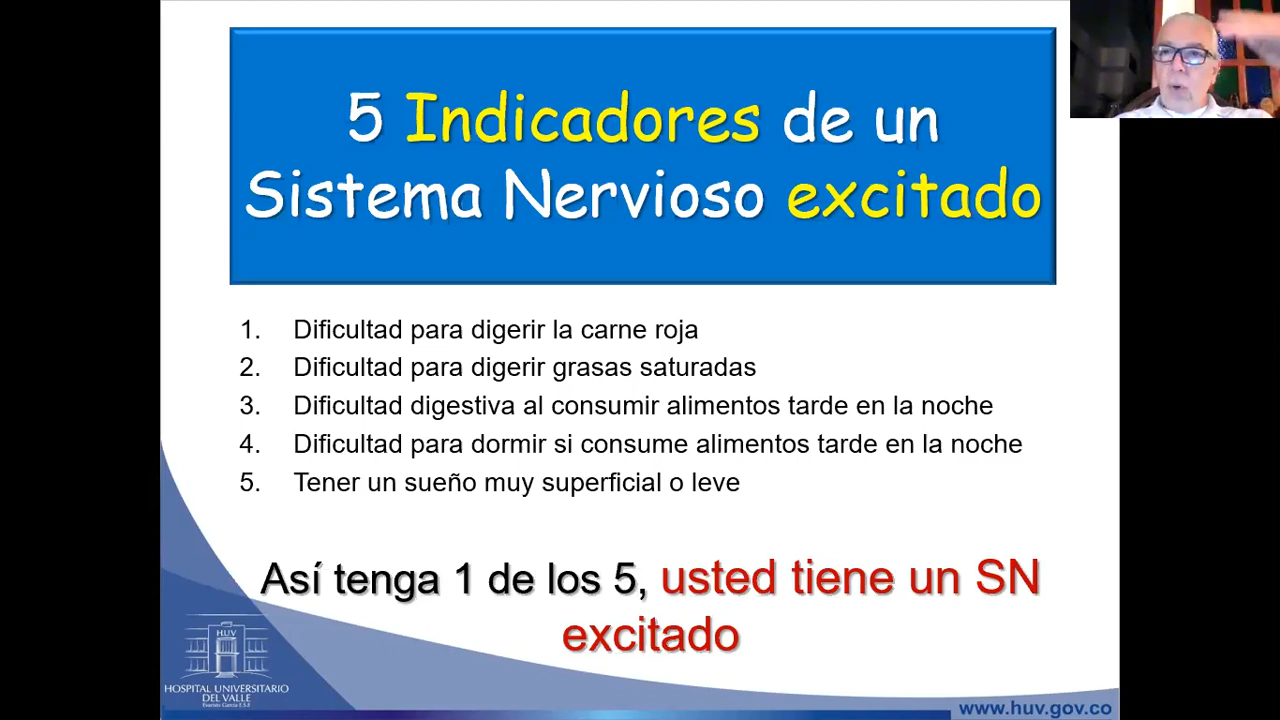 5 Indicadores de un
Sistema Nervioso excitado
1. Dificultad para digerir la carne roja
2. Dificultad para digerir grasas saturadas
3. Dificultad digestiva al consumir alimentos tarde en la noche
4. Dificultad para dormir si consume alimentos tarde en la noche
5. Tener un sueño muy superficial o leve
Así tenga 1 de los 5, usted tiene un SN
excitado
HUV
HOSPITAL UNIVERSITARIO
DEL VALLE
Evaristo García E.S.E
www.huv.gov.co